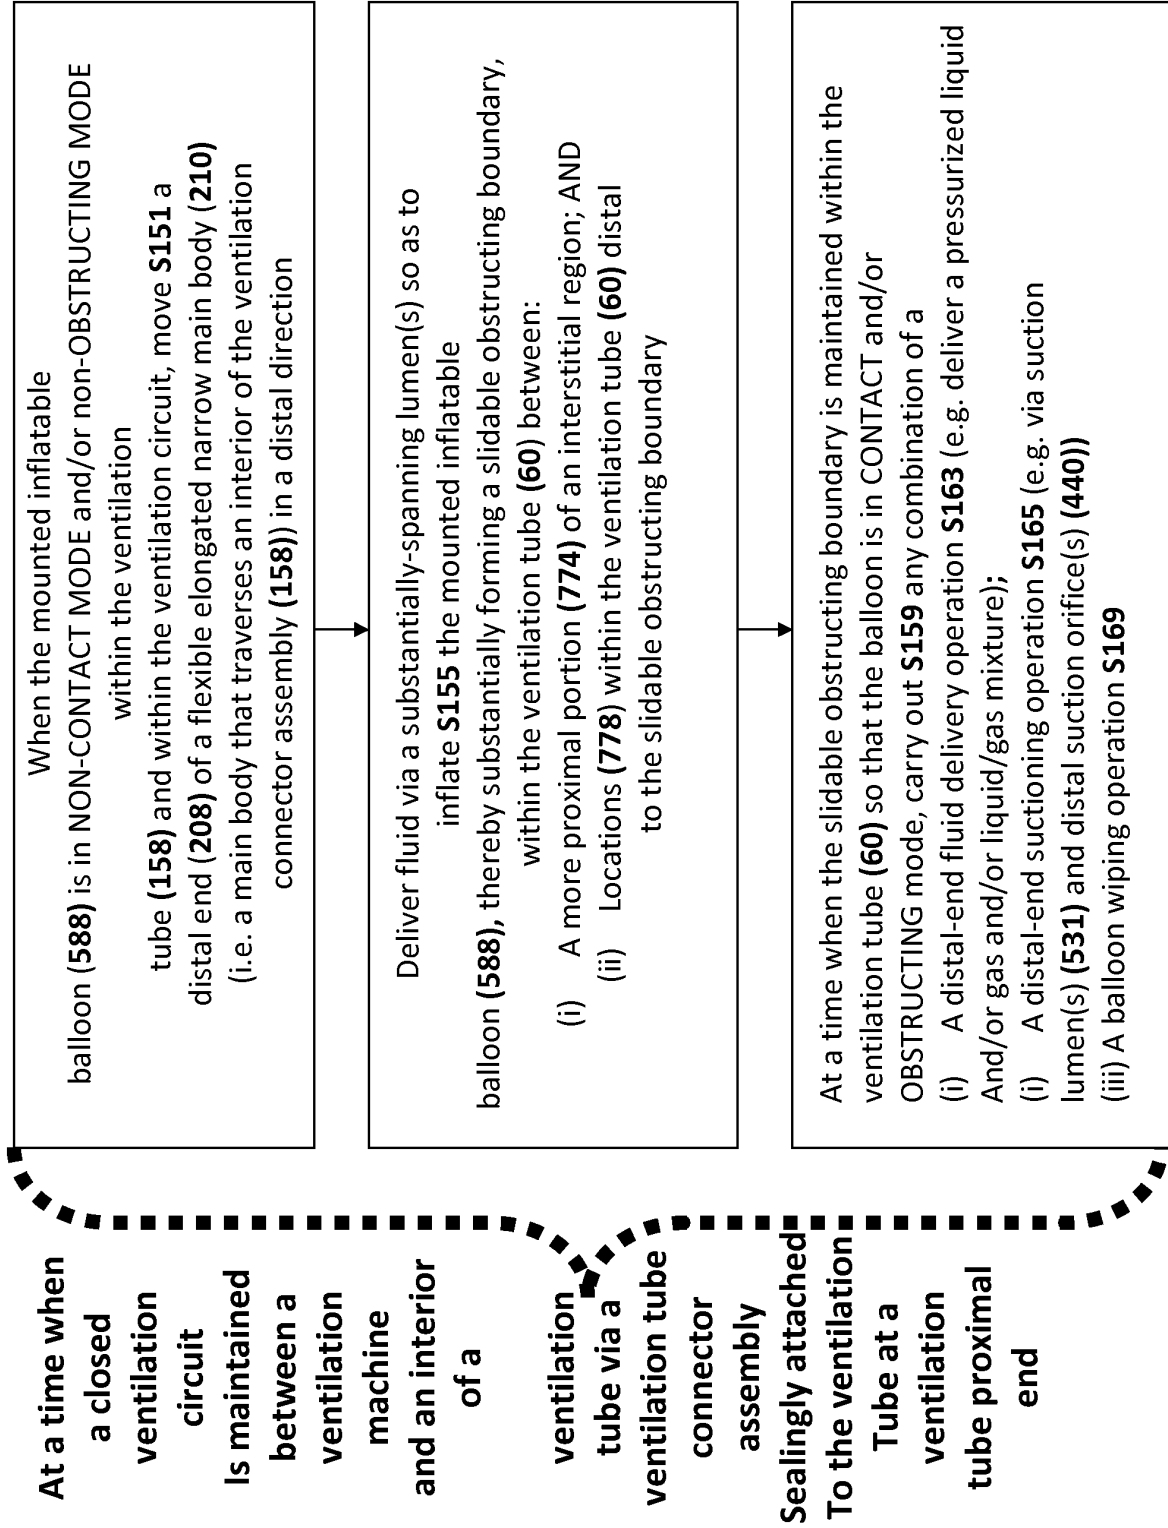 At a time when
a closed
ventilation
circuit
Is maintained
between a
ventilation
machine
and an interior
of a
ventilation
tube via a
ventilation tube
connector
assembly
Sealingly attached
To the ventilation
Tube at a
ventilation
tube proximal
end
When the mounted inflatable
balloon (588) is in NON-CONTACT MODE and/or non-OBSTRUCTING MODE
within the ventilation
tube (158) and within the ventilation circuit, move S151 a
distal end (208) of a flexible elongated narrow main body (210)
(i.e. a main body that traverses an interior of the ventilation
connector assembly (158)) in a distal direction
Deliver fluid via a substantially-spanning lumen(s) so as to
inflate S155 the mounted inflatable
balloon (588), thereby substantially forming a slidable obstructing boundary,
within the ventilation tube (60) between:
(i) A more proximal portion (774) of an interstitial region; AND
(ii) Locations (778) within the ventilation tube (60) distal
to the slidable obstructing boundary
At a time when the slidable obstructing boundary is maintained within the
ventilation tube (60) so that the balloon is in CONTACT and/or
OBSTRUCTING mode, carry out S159 any combination of a
(i) A distal-end fluid delivery operation S163 (e.g. deliver a pressurized liquid
And/or gas and/or liquid/gas mixture);
(i) A distal-end suctioning operation S165 (e.g. via suction
lumen(s) (531) and distal suction orifice(s) (440))
(iii) A balloon wiping operation S169